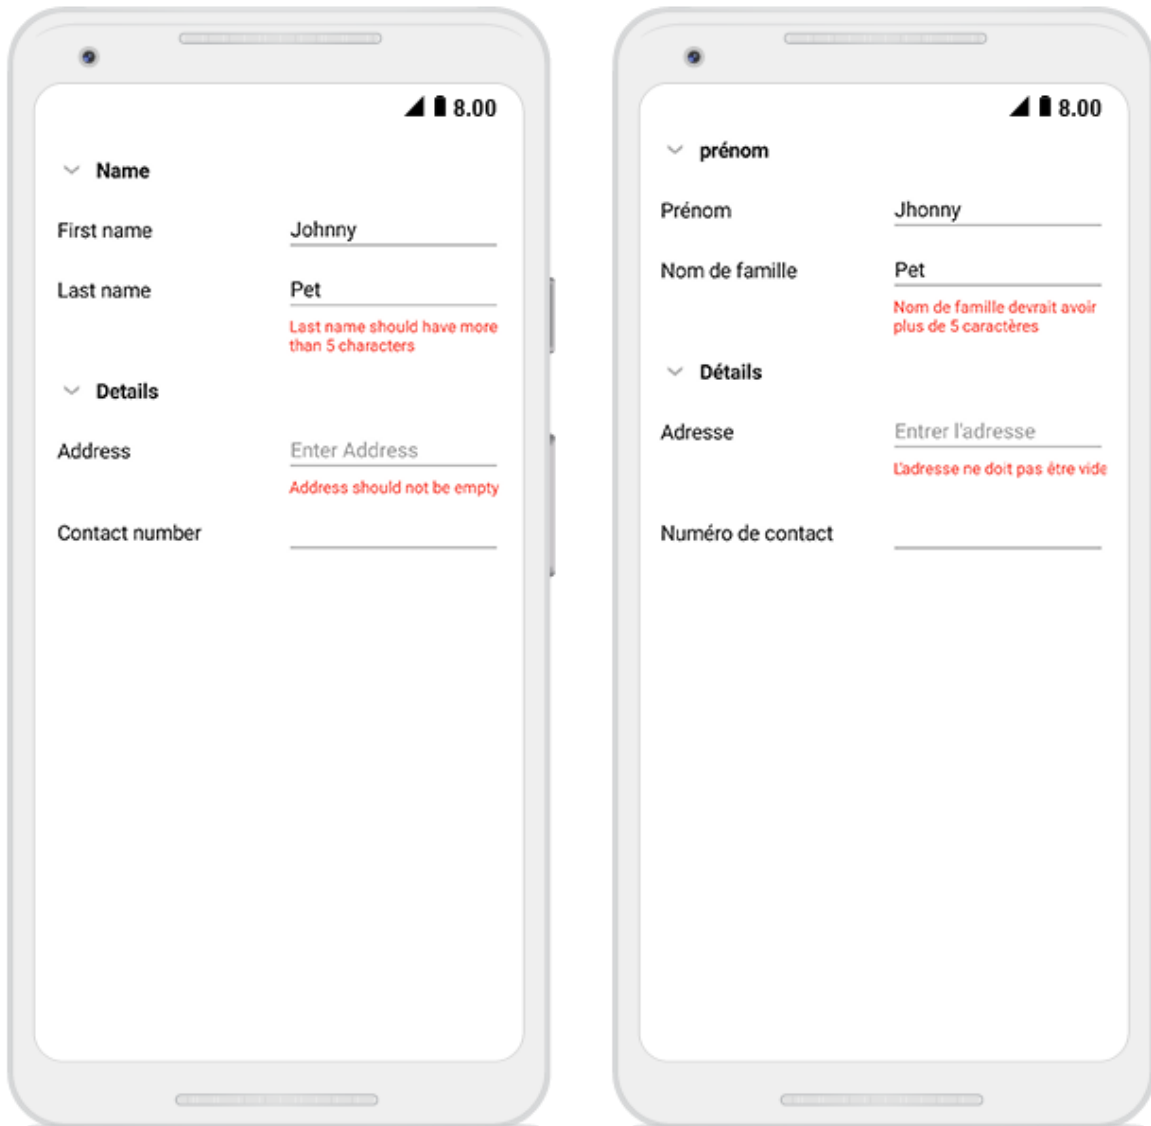 8.00
Name
First name Johnny
Last name Pet
Last name should have more
than 5 characters
Details
Address Enter Address
Address should not be empty
Contact number
8.00
prénom
Prénom Jhonny
Nom de famille Pet
Nom de famille devrait avoir
plus de 5 caractères
Détails
Adresse Entrer l'adresse
L'adresse ne doit pas être vide
Numéro de contact